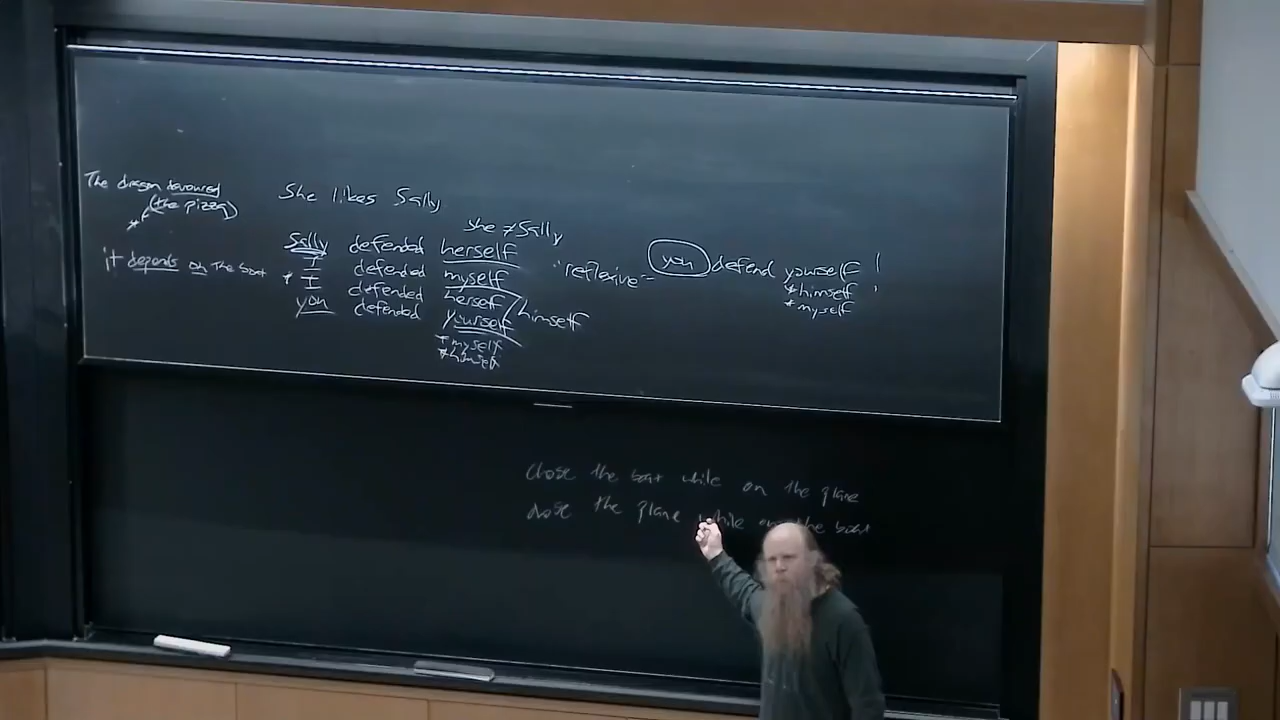 The dragon devoured
* (the pizza)
it depends on the boat
She likes Sally
she ≠ Sally
Sally defended herself
I defended myself
* I defended herself / himself
you defended yourself
* myself
* himself
"reflexive"
you defend yourself !
* himself
* myself
chose the boat while on the plane
chose the plane while on the boat